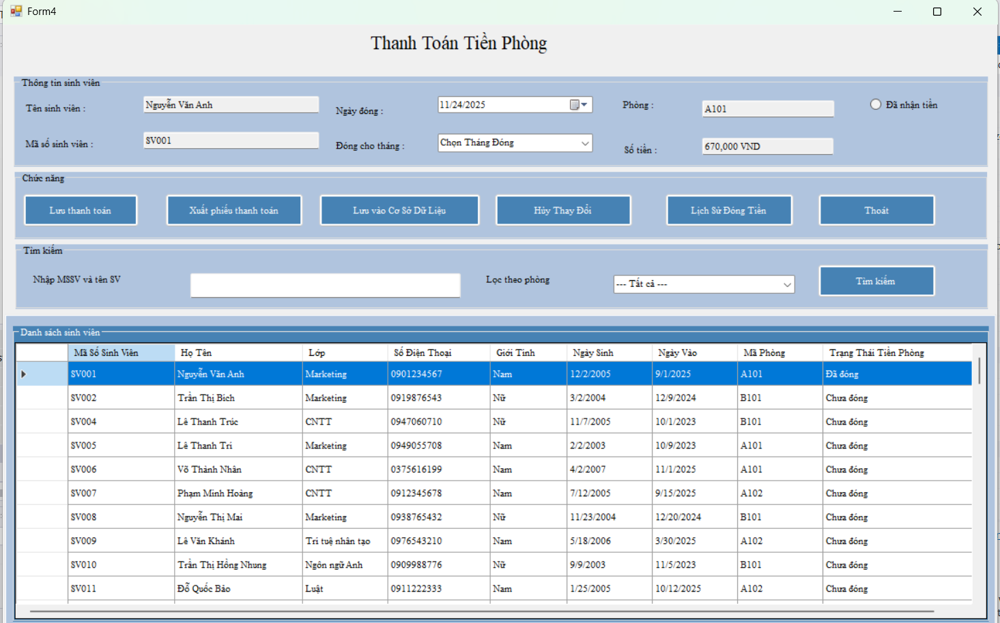 Form4
Thanh Toán Tiền Phòng
Thông tin sinh viên
Tên sinh viên : Nguyễn Văn Anh Ngày đóng : 11/24/2025 Phòng : A101 Đã nhận tiền
Mã số sinh viên : SV001 Đóng cho tháng : Chọn Tháng Đóng Số tiền : 670,000 VND
Chức năng
Lưu thanh toán Xuất phiếu thanh toán Lưu vào Cơ Sở Dữ Liệu Hủy Thay Đổi Lịch Sử Đóng Tiền Thoát
Tìm kiếm
Nhập MSSV và tên SV Lọc theo phòng --- Tất cả --- Tìm kiếm
Danh sách sinh viên
Mã Số Sinh Viên Họ Tên Lớp Số Điện Thoại Giới Tính Ngày Sinh Ngày Vào Mã Phòng Trạng Thái Tiền Phòng
SV001 Nguyễn Văn Anh Marketing 0901234567 Nam 12/2/2005 9/1/2025 A101 Đã đóng
SV002 Trần Thị Bích Marketing 0919876543 Nữ 3/2/2004 12/9/2024 B101 Chưa đóng
SV004 Lê Thanh Trúc CNTT 0947060710 Nữ 11/7/2005 10/1/2023 B101 Chưa đóng
SV005 Lê Thanh Trí Marketing 0949055708 Nam 2/2/2003 10/9/2023 A101 Chưa đóng
SV006 Võ Thành Nhân CNTT 0375616199 Nam 4/2/2007 11/1/2025 A101 Chưa đóng
SV007 Phạm Minh Hoàng CNTT 0912345678 Nam 7/12/2005 9/15/2025 A102 Chưa đóng
SV008 Nguyễn Thị Mai Marketing 0938765432 Nữ 11/23/2004 12/20/2024 B101 Chưa đóng
SV009 Lê Văn Khánh Trí tuệ nhân tạo 0976543210 Nam 5/18/2006 3/30/2025 A102 Chưa đóng
SV010 Trần Thị Hồng Nhung Ngôn ngữ Anh 0909988776 Nữ 9/9/2003 11/5/2023 B101 Chưa đóng
SV011 Đỗ Quốc Bảo Luật 0911222333 Nam 1/25/2005 10/12/2025 A102 Chưa đóng